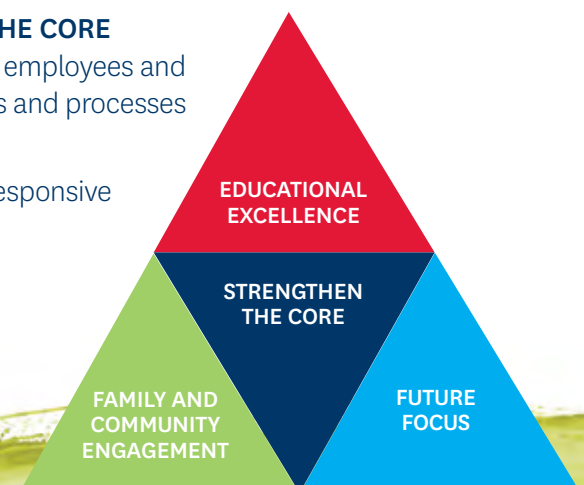 HE CORE
employees and
s and processes
esponsive
EDUCATIONAL
EXCELLENCE
STRENGTHEN
THE CORE
FAMILY AND
COMMUNITY
ENGAGEMENT
FUTURE
FOCUS